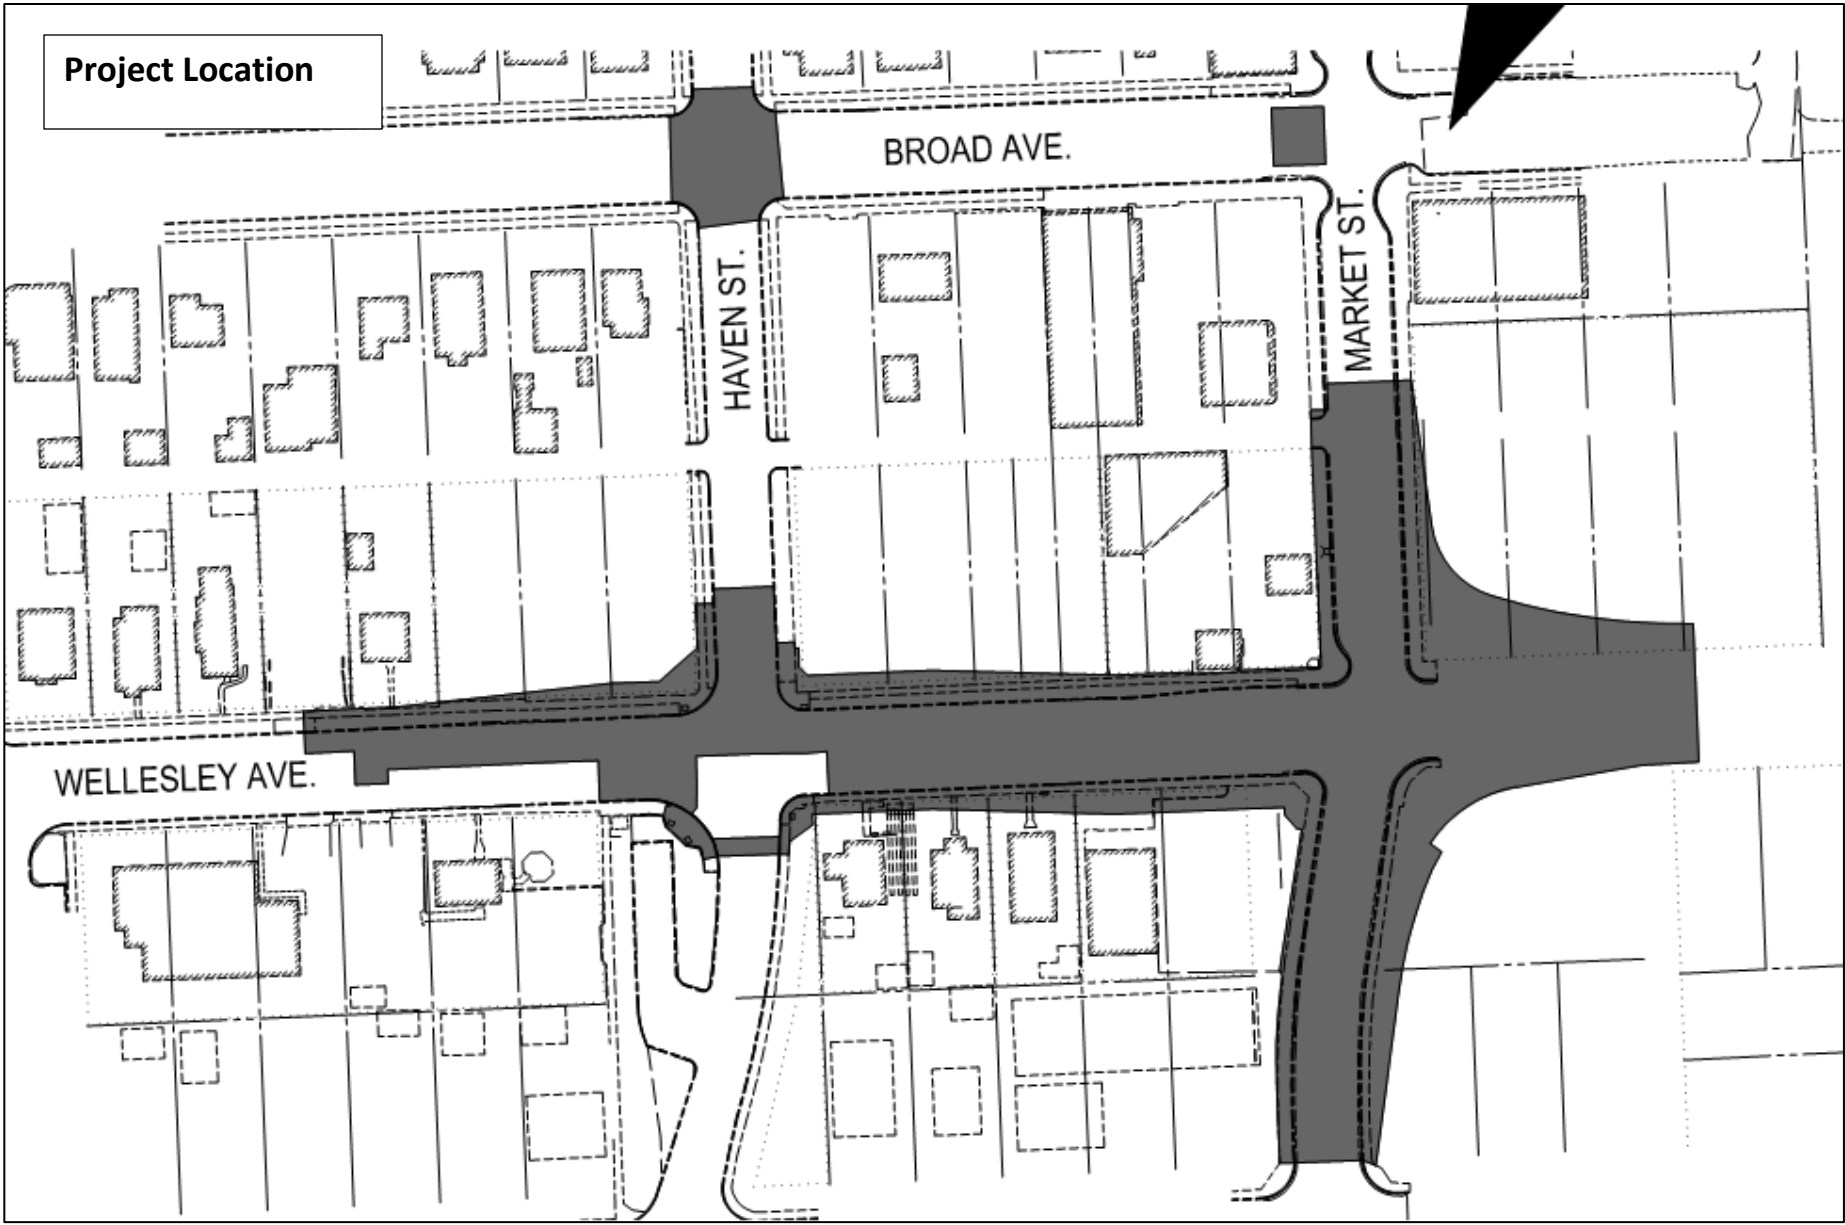 Project Location
BROAD AVE.
HAVEN ST.
MARKET ST.
WELLESLEY AVE.